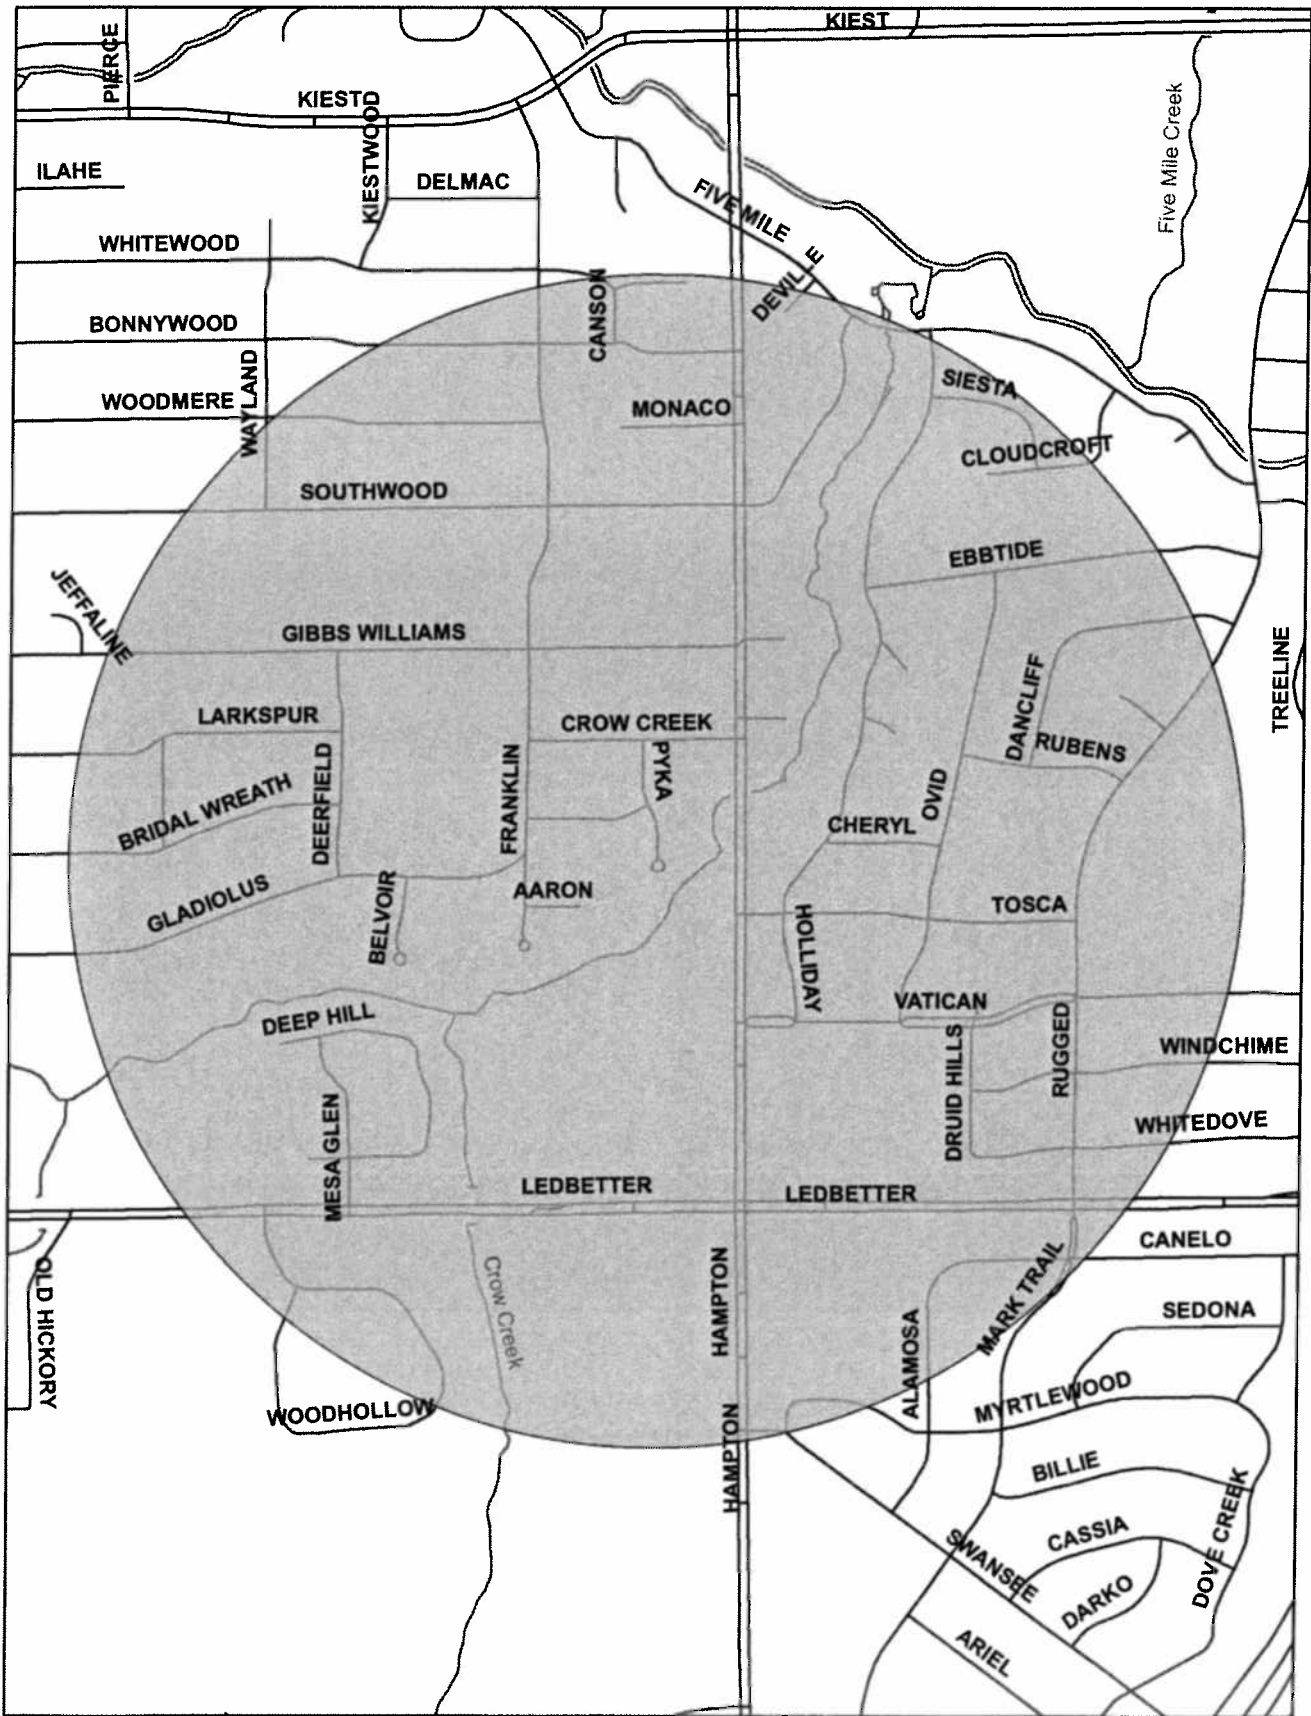 KIEST
PIERCE
KIEST
KIESTWOOD
Five Mile Creek
ILAHE
DELMAC
FIVE MILE
WHITEWOOD
DEVILLE
CANSON
BONNYWOOD
WAYLAND
WOODMERE
MONACO
SIESTA
CLOUDCROFT
SOUTHWOOD
EBBTIDE
JEFFALINE
GIBBS WILLIAMS
TREELINE
DANCLIFF
LARKSPUR
CROW CREEK
RUBENS
PYKA
DEERFIELD
FRANKLIN
BRIDAL WREATH
OVID
CHERYL
GLADIOLUS
BELVOIR
AARON
TOSCA
HOLLIDAY
VATICAN
DEEP HILL
RUGGED
DRUID HILLS
WINDCHIME
MESA GLEN
WHITEDOVE
LEDBETTER
LEDBETTER
CANELO
MARK TRAIL
OLD HICKORY
Crow Creek
HAMPTON
ALAMOSA
SEDONA
MYRTLEWOOD
WOODHOLLOW
HAMPTON
BILLIE
DOVE CREEK
CASSIA
SWANSEE
DARKO
ARIEL